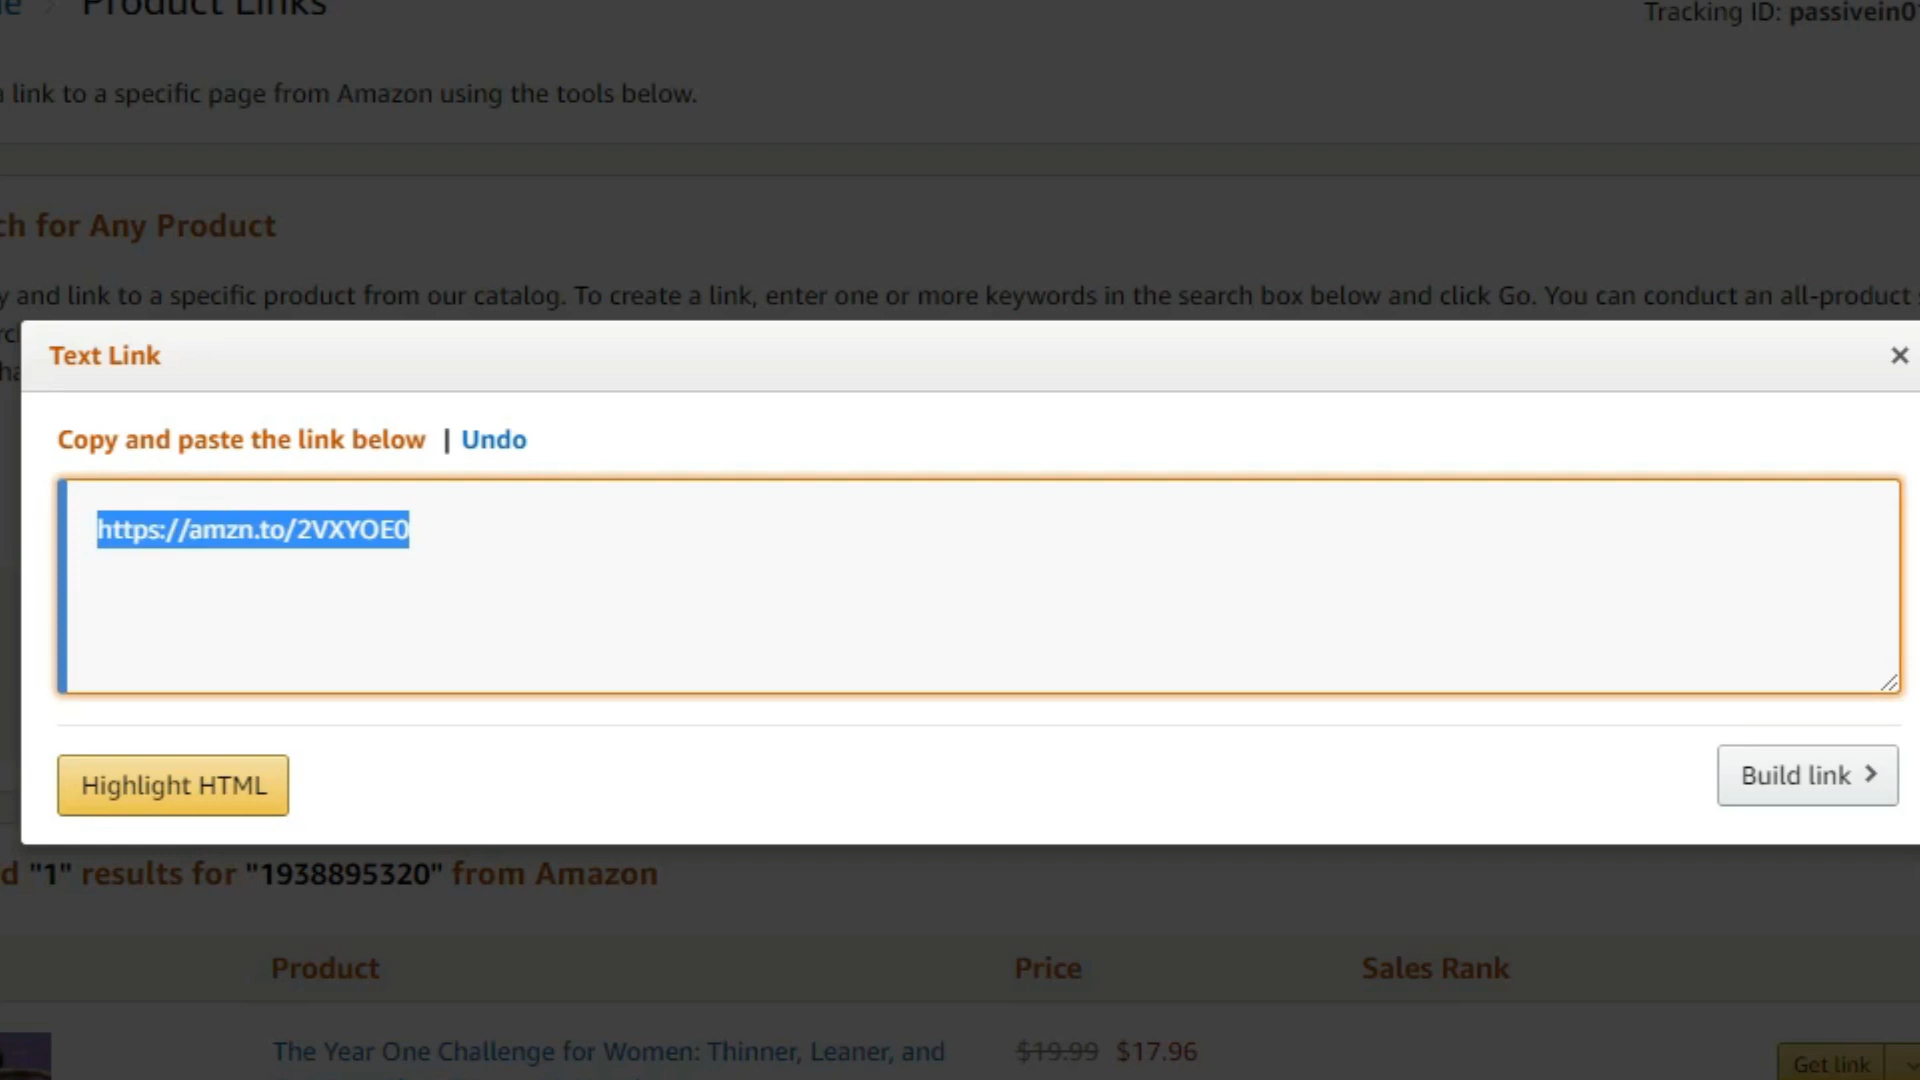 Product Links
Tracking ID: passivein0
link to a specific page from Amazon using the tools below.
for Any Product
and link to a specific product from our catalog. To create a link, enter one or more keywords in the search box below and click Go. You can conduct an all-product
Text Link
Copy and paste the link below | Undo
https://amzn.to/2VXYOE0
Highlight HTML
Build link
"1" results for "1938895320" from Amazon
Product Price Sales Rank
The Year One Challenge for Women: Thinner, Leaner, and $19.99 $17.96
Get link